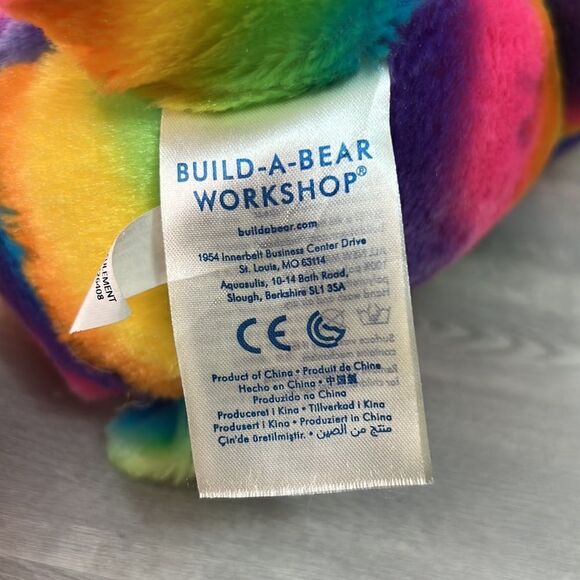 BUILD-A-BEAR
WORKSHOP®
buildabear.com
1954 Innerbelt Business Center Drive
St. Louis, MO 63114
Aquasulis, 10-14 Bath Road,
Slough, Berkshire SL1 3SA
CE
Product of China • Produit de Chine
Hecho en China • 中国製
Produzido na China
Produceret i Kina • Tillverkad i Kina
Produsert i Kina • Produziert in China
Çin'de üretilmiştir. • منتج من الصين